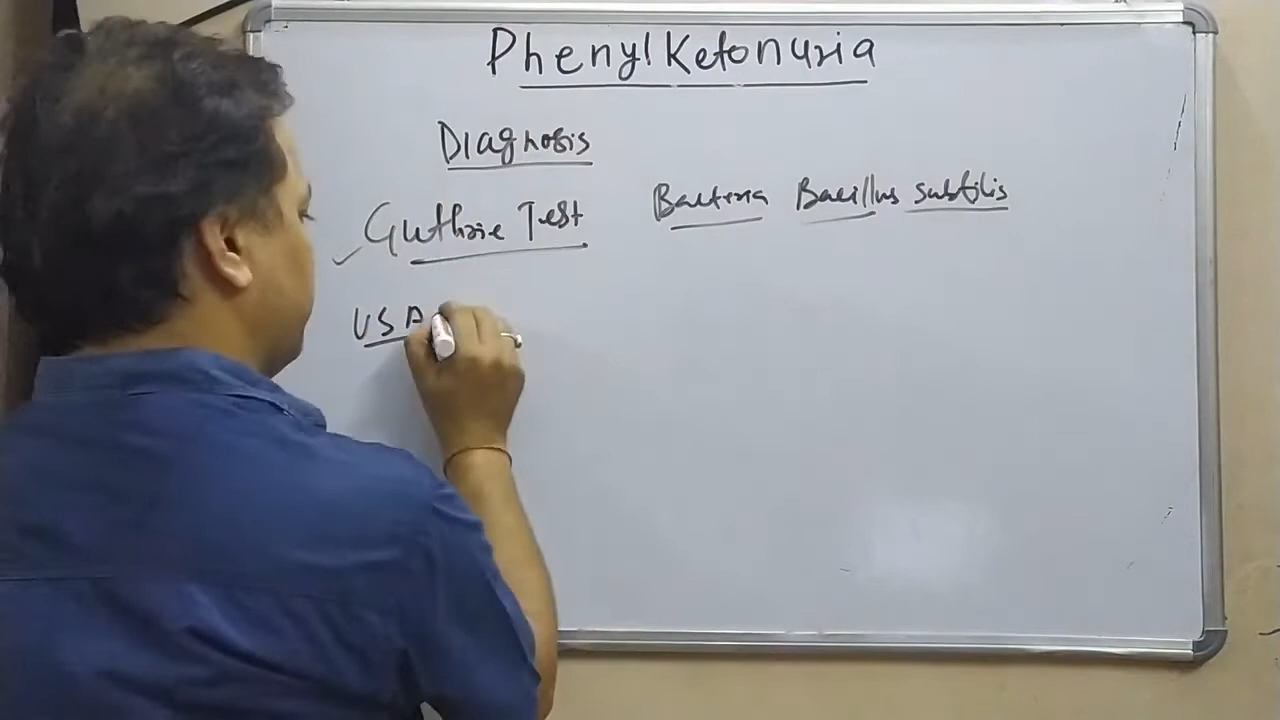 PhenylKetonuria
Diagnosis
Guthrie Test
Bacteria Bacillus subtilis
USA